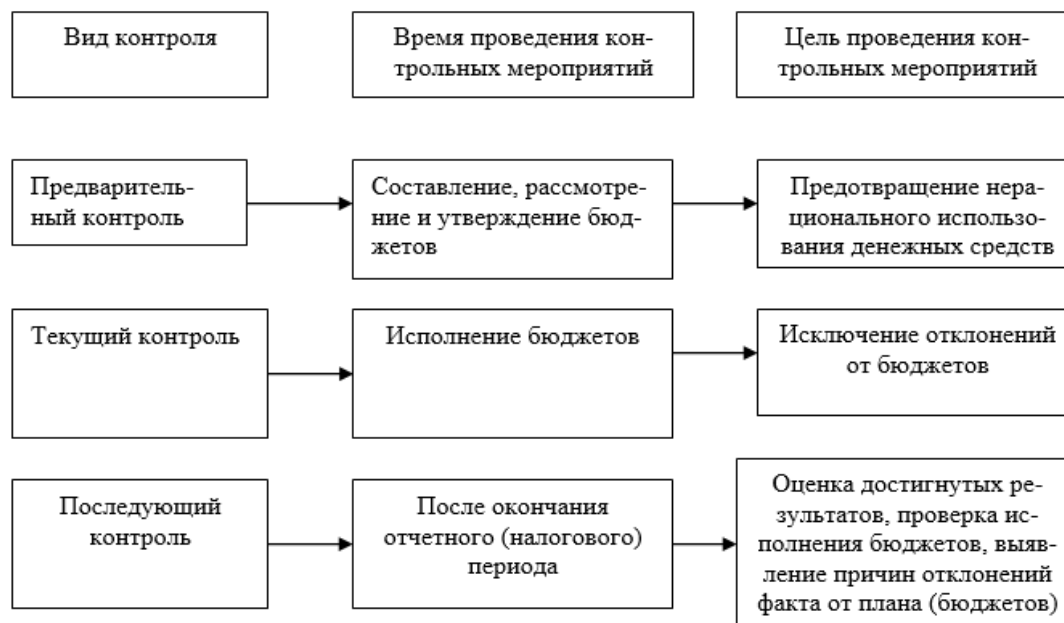 Вид контроля
Время проведения кон-
трольных мероприятий
Цель проведения кон-
трольных мероприятий
Предваритель-
ный контроль
Составление, рассмотре-
ние и утверждение бюд-
жетов
Предотвращение нера-
ционального использо-
вания денежных средств
Текущий контроль
Исполнение бюджетов
Исключение отклонений
от бюджетов
Последующий
контроль
После окончания
отчетного (налогового)
периода
Оценка достигнутых ре-
зультатов, проверка ис-
полнения бюджетов, выяв-
ление причин отклонений
факта от плана (бюджетов)